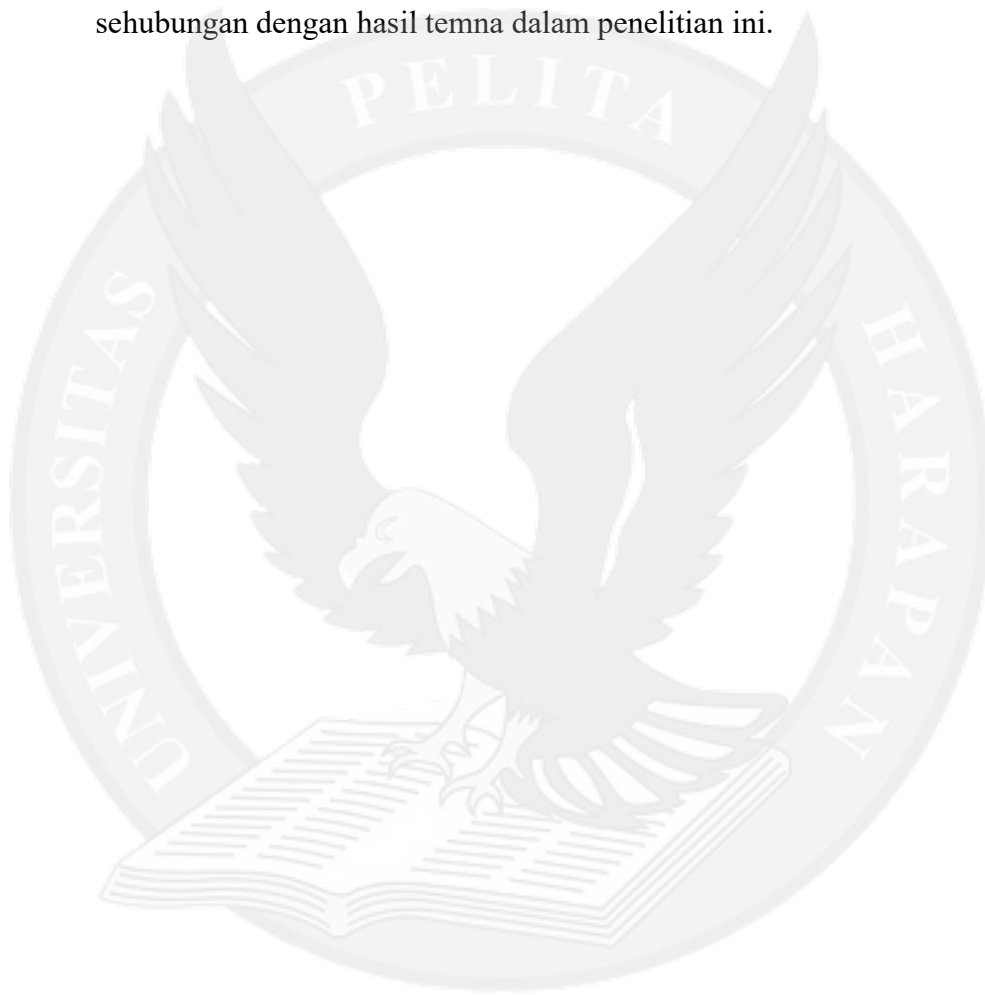 sehubungan dengan hasil temna dalam penelitian ini.
PELITA
UNIVERSITAS
HARAPAN